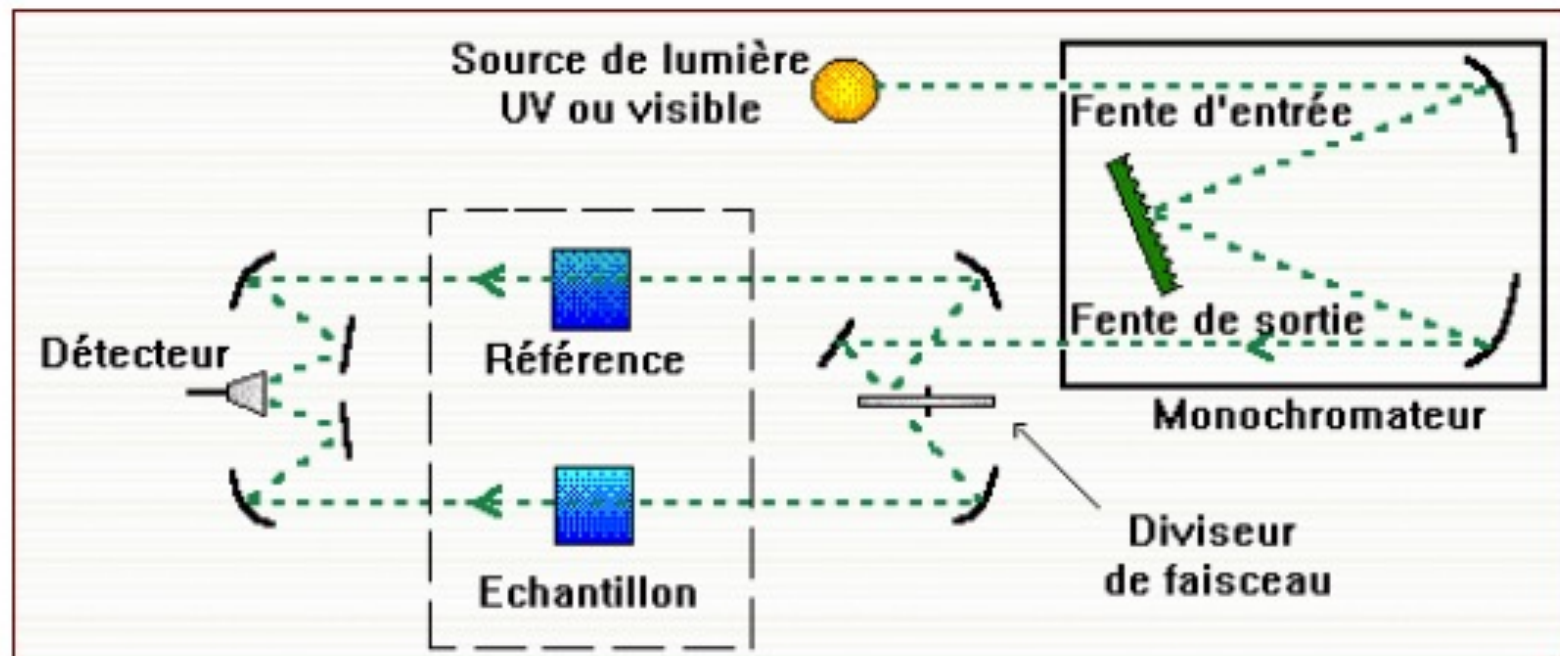 Source de lumière
UV ou visible
Fente d'entrée
Fente de sortie
Détecteur
Référence
Monochromateur
Diviseur
de faisceau
Echantillon